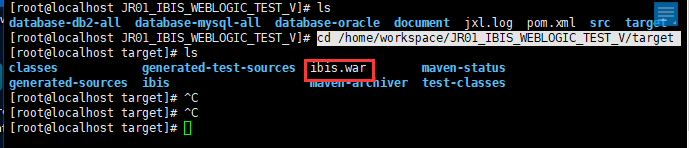 [root@localhost JR01_IBIS_WEBLOGIC_TEST_V]# ls
database-db2-all database-mysql-all database-oracle document jxl.log pom.xml src target
[root@localhost JR01_IBIS_WEBLOGIC_TEST_V]# cd /home/workspace/JR01_IBIS_WEBLOGIC_TEST_V/target
[root@localhost target]# ls
classes generated-test-sources ibis.war maven-status
generated-sources ibis maven-archiver test-classes
[root@localhost target]# ^C
[root@localhost target]# ^C
[root@localhost target]#